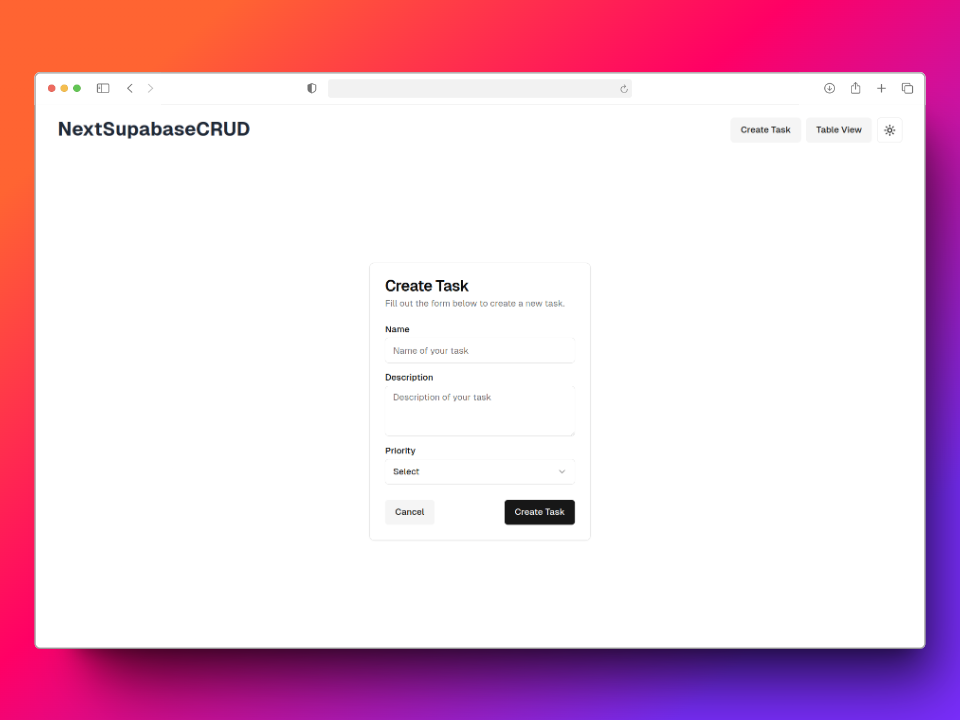 NextSupabaseCRUD
Create Task
Table View
Create Task
Fill out the form below to create a new task.
Name
Name of your task
Description
Description of your task
Priority
Select
Cancel
Create Task